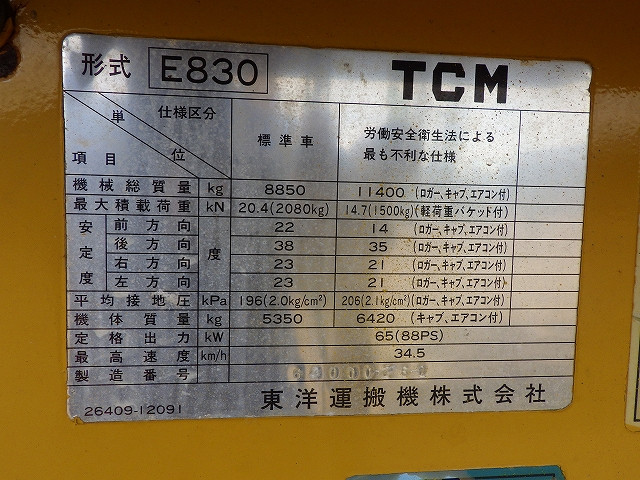 形式 E830 TCM
単位 仕様区分 項目 標準車 労働安全衛生法による
最も不利な仕様
機械総質量 kg 8850 11400 (ロガー、キャブ、エアコン付)
最大積載荷重 kN 20.4(2080kg) 14.7(1500kg) (軽荷重バケット付)
安定度 前方向 度 22 14 (ロガー、キャブ、エアコン付)
後方向 38 35 (ロガー、キャブ、エアコン付)
右方向 23 21 (ロガー、キャブ、エアコン付)
左方向 23 21 (ロガー、キャブ、エアコン付)
平均接地圧 kPa 196(2.0kg/cm²) 206(2.1kg/cm²) (ロガー、キャブ、エアコン付)
機体質量 kg 5350 6420 (キャブ、エアコン付)
定格出力 kW 65(88PS)
最高速度 km/h 34.5
製造番号
26409-12091 東洋運搬機株式会社